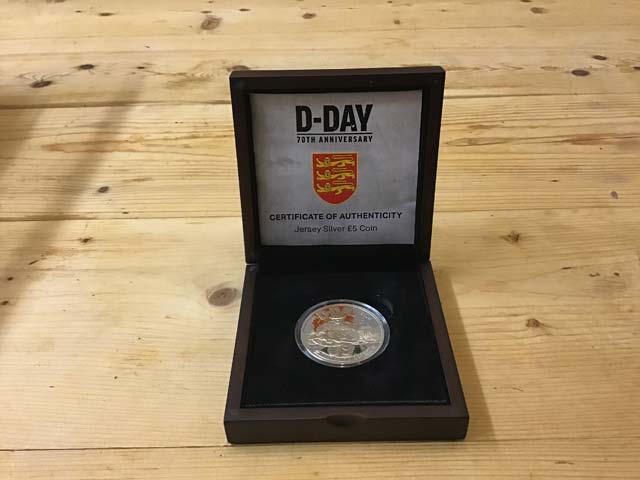 D-DAY
70TH ANNIVERSARY
CERTIFICATE OF AUTHENTICITY
Jersey Silver £5 Coin